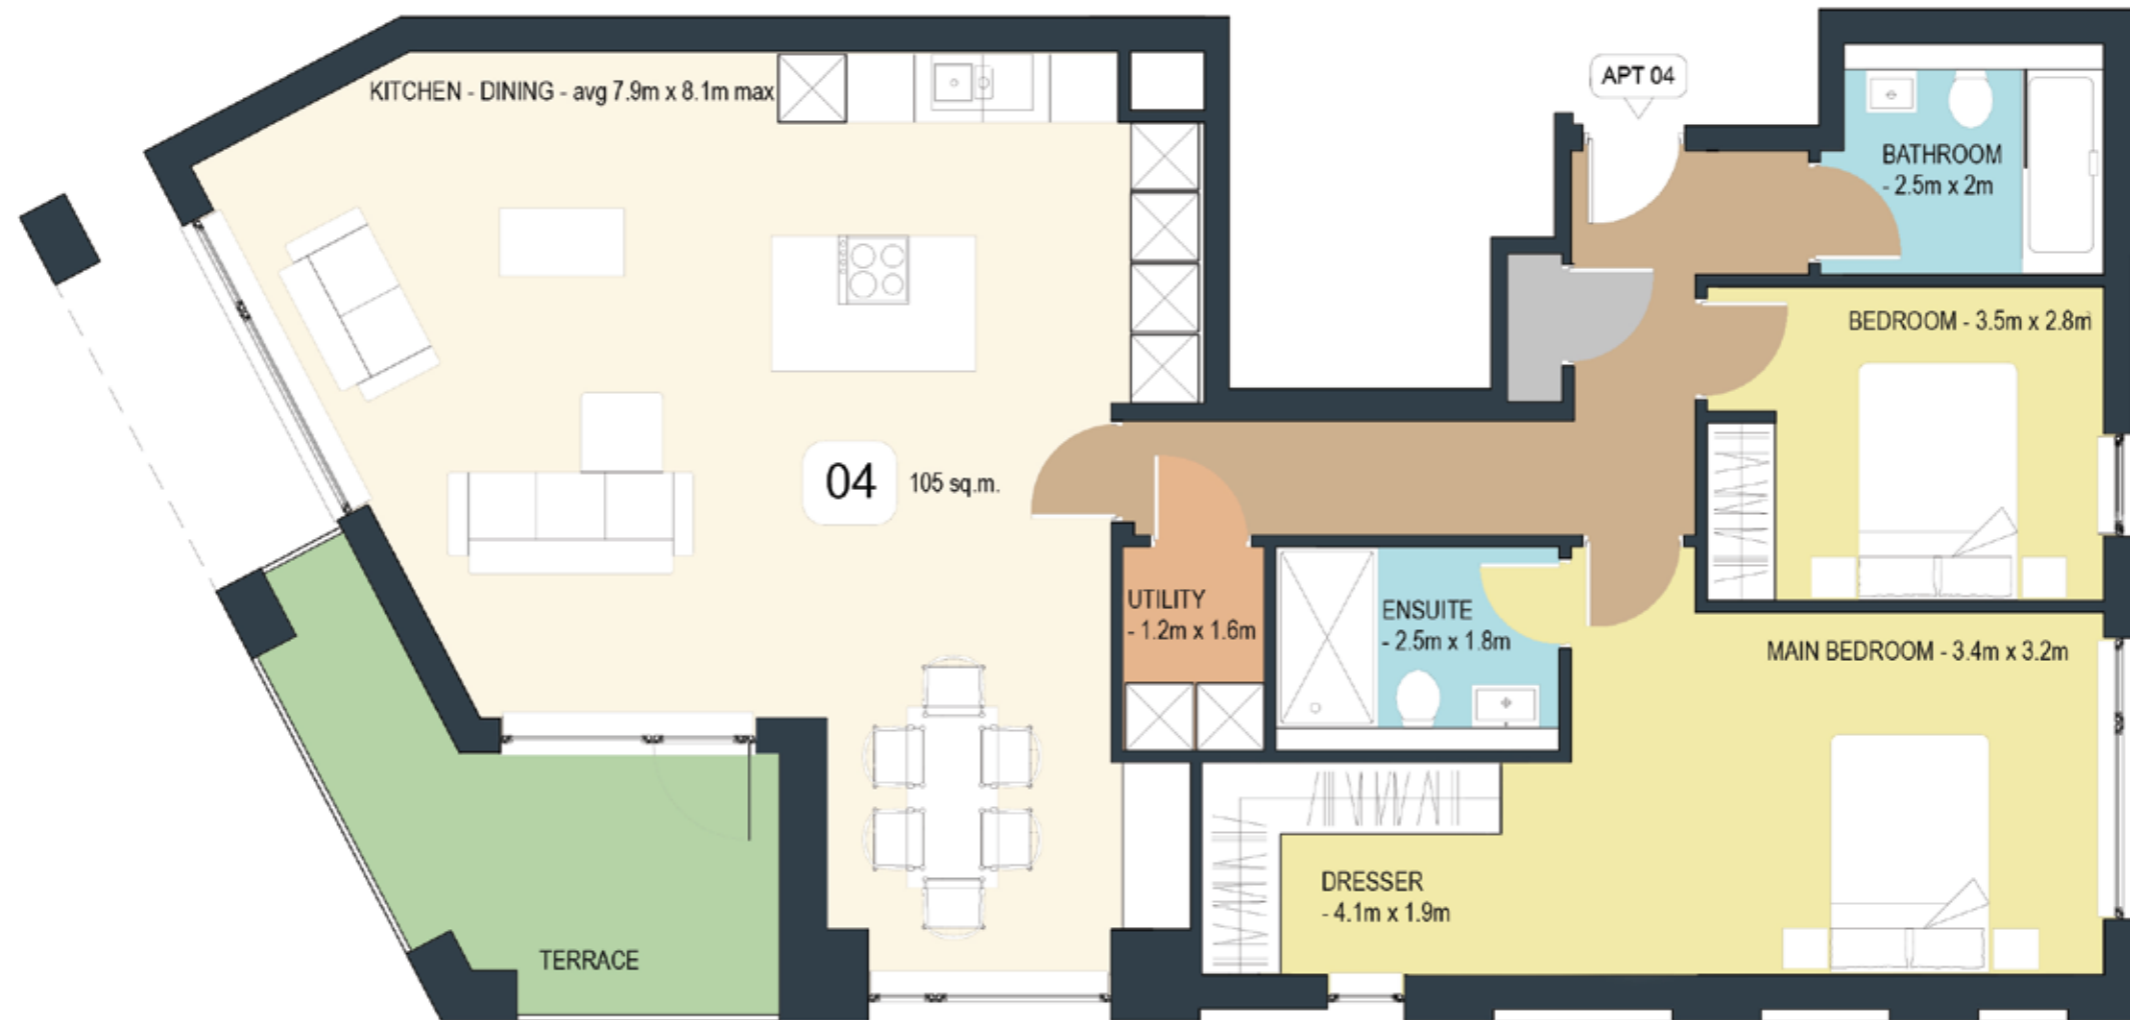 KITCHEN - DINING - avg 7.9m x 8.1m max
APT 04
BATHROOM
- 2.5m x 2m
BEDROOM - 3.5m x 2.8m
04
105 sq.m.
UTILITY
- 1.2m x 1.6m
ENSUITE
- 2.5m x 1.8m
MAIN BEDROOM - 3.4m x 3.2m
DRESSER
- 4.1m x 1.9m
TERRACE